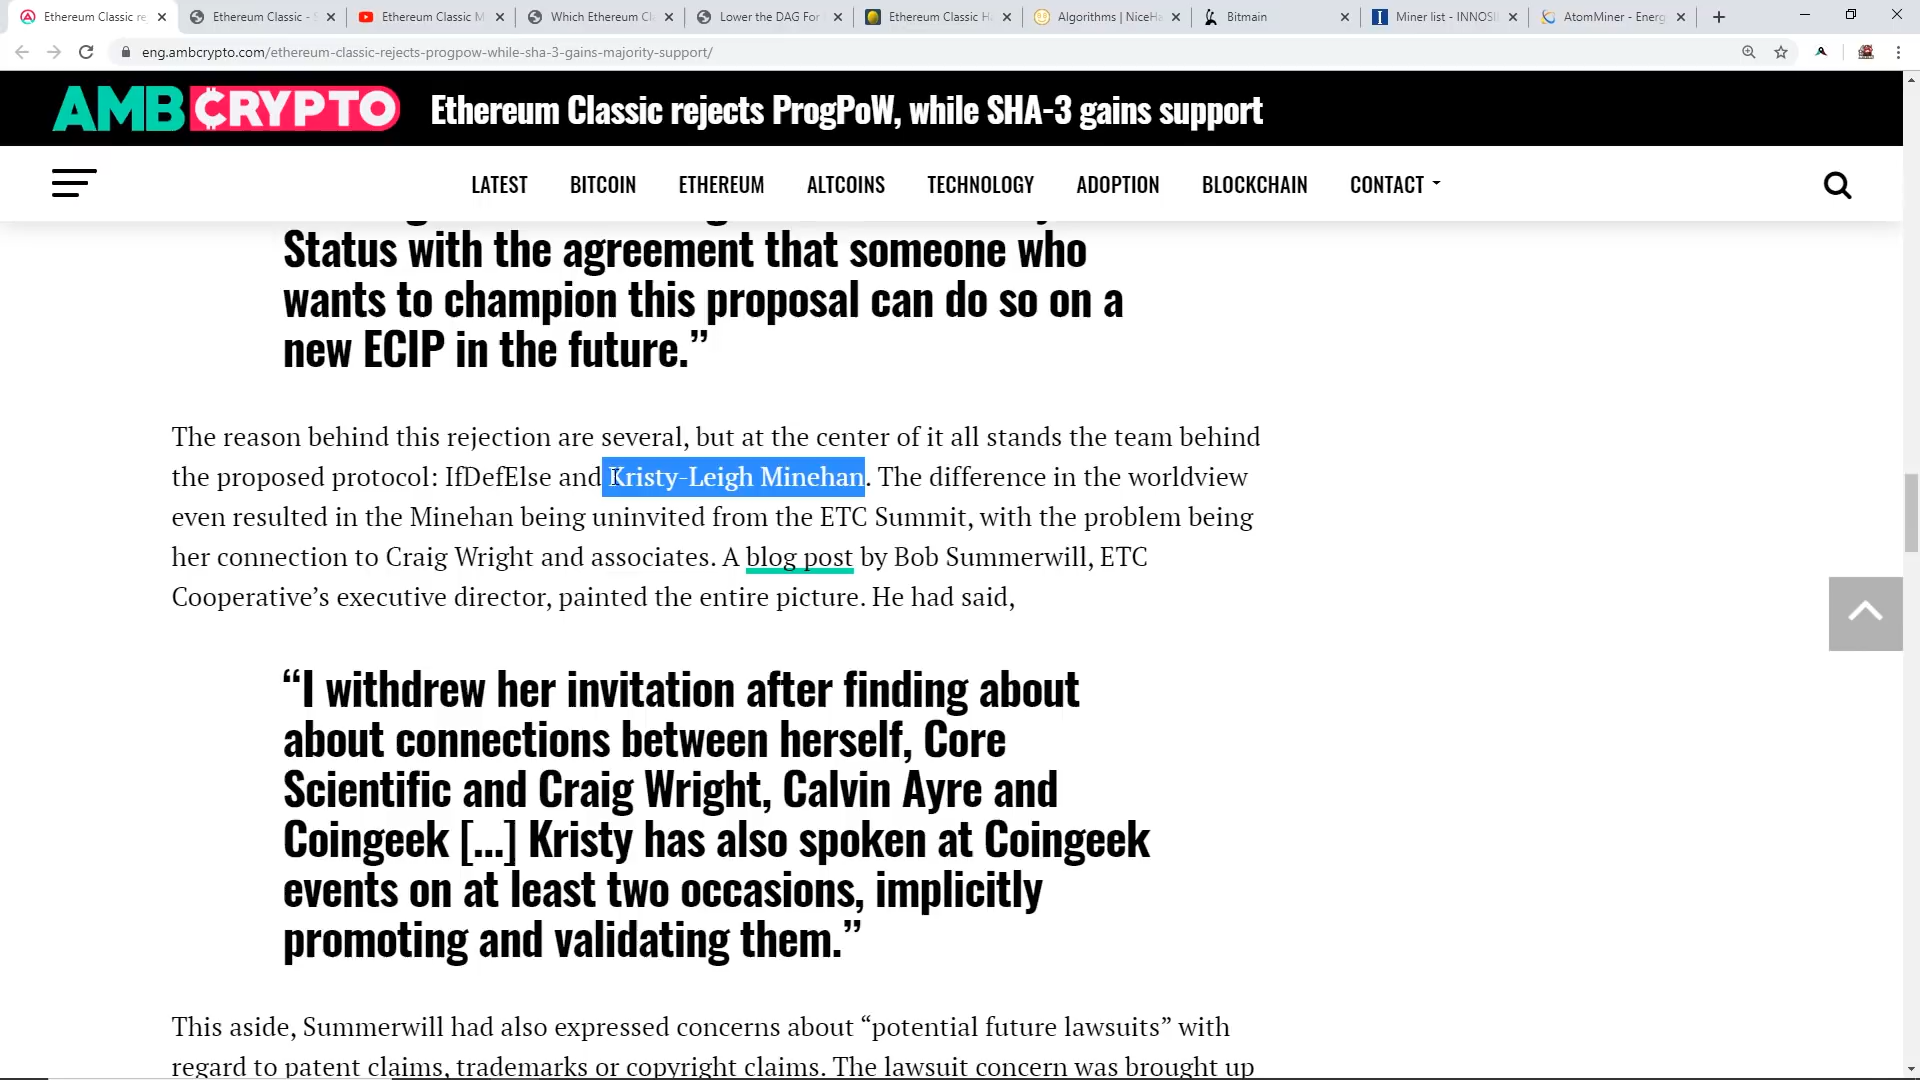 Ethereum Classic re
Ethereum Classic - S
Ethereum Classic M
Which Ethereum Cl
Lower the DAG For
Ethereum Classic Ha
Algorithms | NiceHa
Bitmain
Miner list - INNOSI
AtomMiner - Energ
eng.ambcrypto.com/ethereum-classic-rejects-progpow-while-sha-3-gains-majority-support/
AMBCRYPTO
Ethereum Classic rejects ProgPoW, while SHA-3 gains support
LATEST
BITCOIN
ETHEREUM
ALTCOINS
TECHNOLOGY
ADOPTION
BLOCKCHAIN
CONTACT
Status with the agreement that someone who
wants to champion this proposal can do so on a
new ECIP in the future.”
The reason behind this rejection are several, but at the center of it all stands the team behind
the proposed protocol: IfDefElse and Kristy-Leigh Minehan. The difference in the worldview
even resulted in the Minehan being uninvited from the ETC Summit, with the problem being
her connection to Craig Wright and associates. A blog post by Bob Summerwill, ETC
Cooperative’s executive director, painted the entire picture. He had said,
“I withdrew her invitation after finding about
about connections between herself, Core
Scientific and Craig Wright, Calvin Ayre and
Coingeek [...] Kristy has also spoken at Coingeek
events on at least two occasions, implicitly
promoting and validating them.”
This aside, Summerwill had also expressed concerns about “potential future lawsuits” with
regard to patent claims, trademarks or copyright claims. The lawsuit concern was brought up